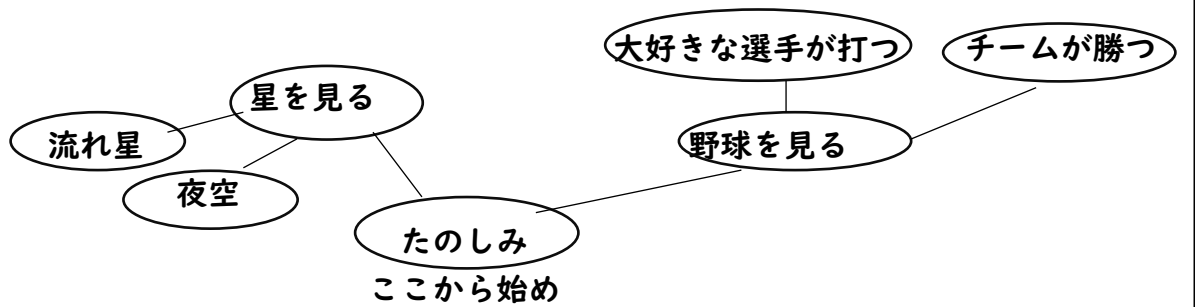 大好きな選手が打つ
チームが勝つ
星を見る
流れ星
野球を見る
夜空
たのしみ
ここから始め